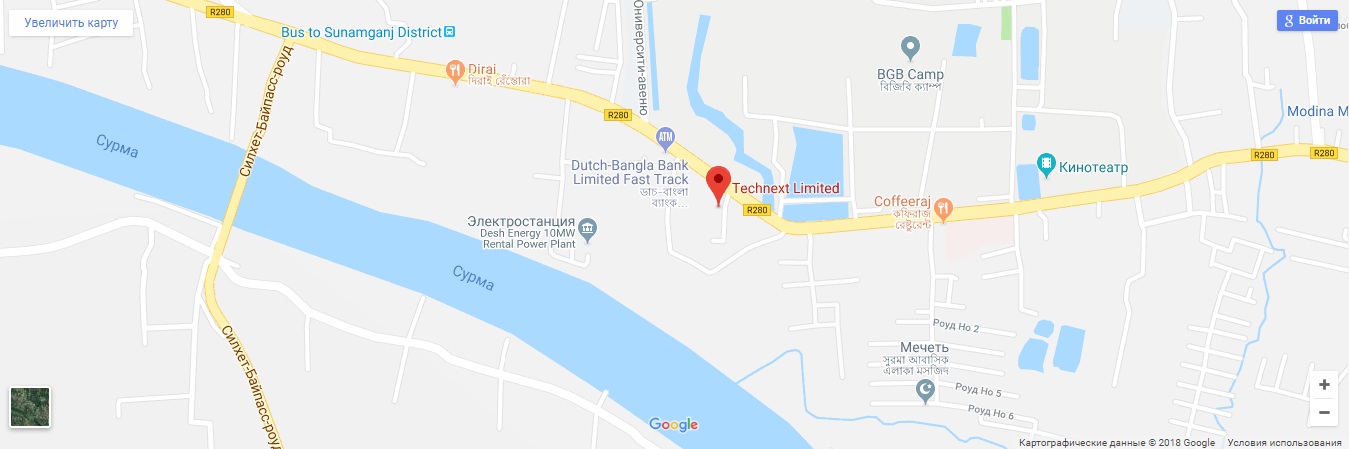 Увеличить карту
R280
Bus to Sunamganj District
Войти
Dirai
দিরাই রেঁস্তোরা
Университи-авеню
BGB Camp
বিজিবি ক্যাম্প
Modina M
R280
ATM
Силхет-Байпасс-роуд
Сурма
Dutch-Bangla Bank
Limited Fast Track
ডাচ-বাংলা
ব্যাংক...
Technext Limited
R280
Кинотеатр
R280
R280
Coffeeraj
কফিরাজ
রেষ্টুরেন্ট
Электростанция
Desh Energy 10MW
Rental Power Plant
Сурма
Силхет-Байпасс-роуд
Роуд Но 2
Мечеть
সুরমা আবাসিক
এলাকা মসজিদ
Роуд Но 5
Роуд Но 6
Google
+
−
Картографические данные © 2018 Google
Условия использования